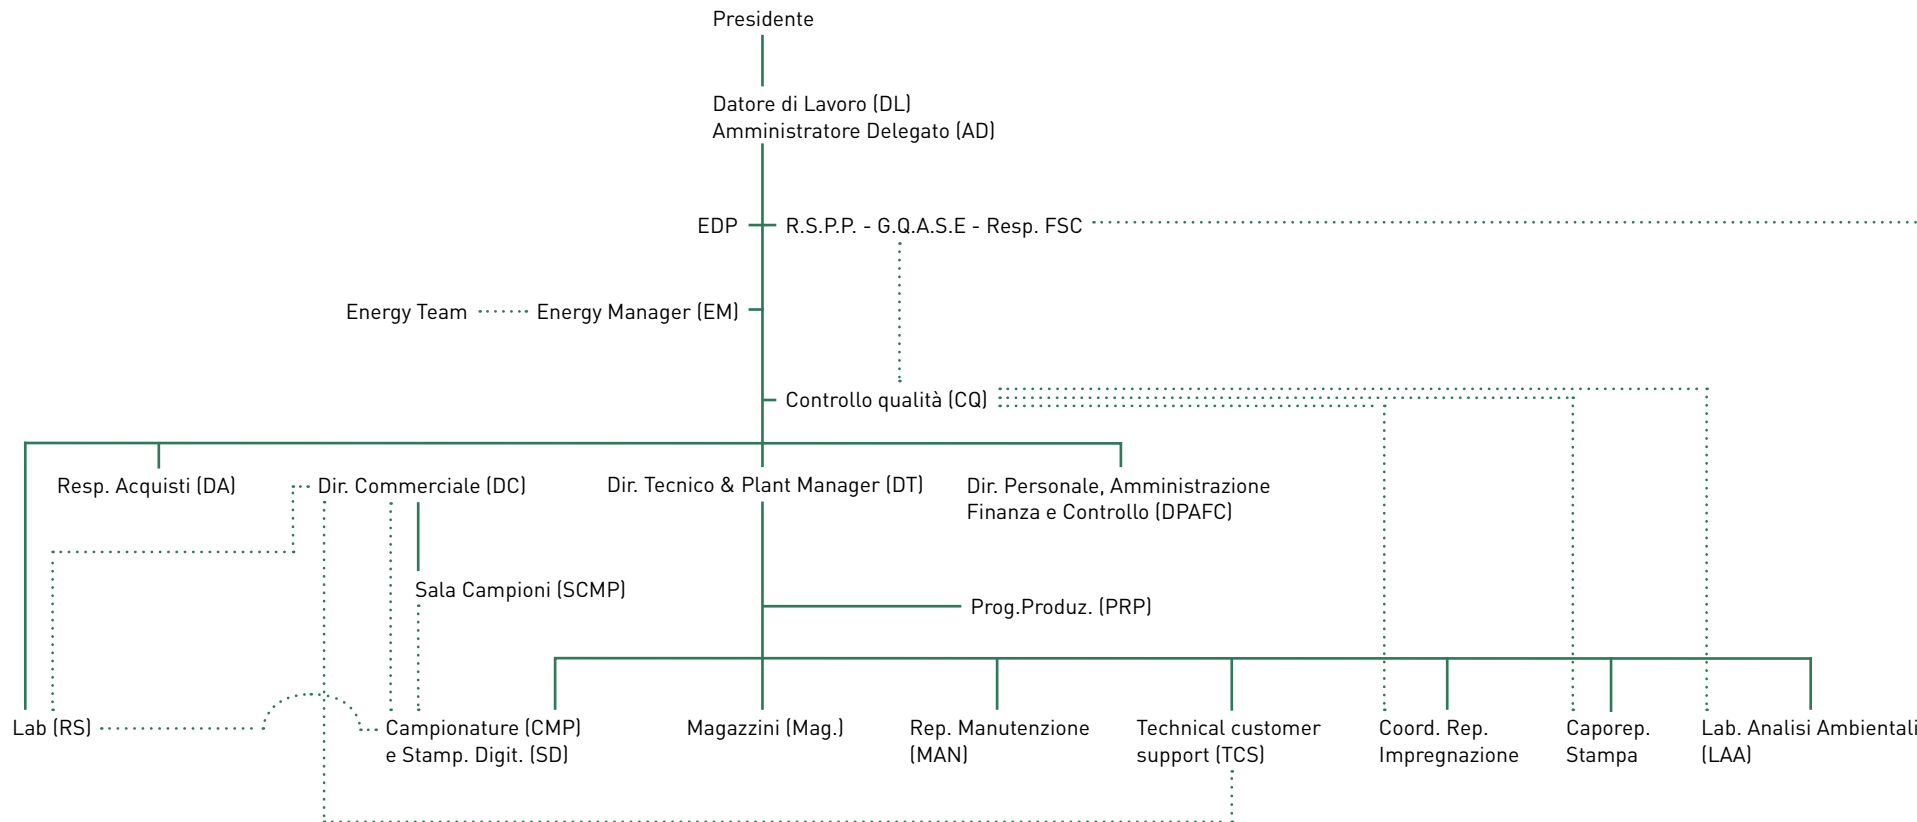 Presidente
Datore di Lavoro (DL)
Amministratore Delegato (AD)
EDP
R.S.P.P. - G.Q.A.S.E - Resp. FSC
Energy Team
Energy Manager (EM)
Controllo qualità (CQ)
Resp. Acquisti (DA)
Dir. Commerciale (DC)
Dir. Tecnico & Plant Manager (DT)
Dir. Personale, Amministrazione
Finanza e Controllo (DPAFC)
Sala Campioni (SCMP)
Prog.Produz. (PRP)
Lab (RS)
Campionature (CMP)
e Stamp. Digit. (SD)
Magazzini (Mag.)
Rep. Manutenzione
(MAN)
Technical customer
support (TCS)
Coord. Rep.
Impregnazione
Caporep.
Stampa
Lab. Analisi Ambientali
(LAA)